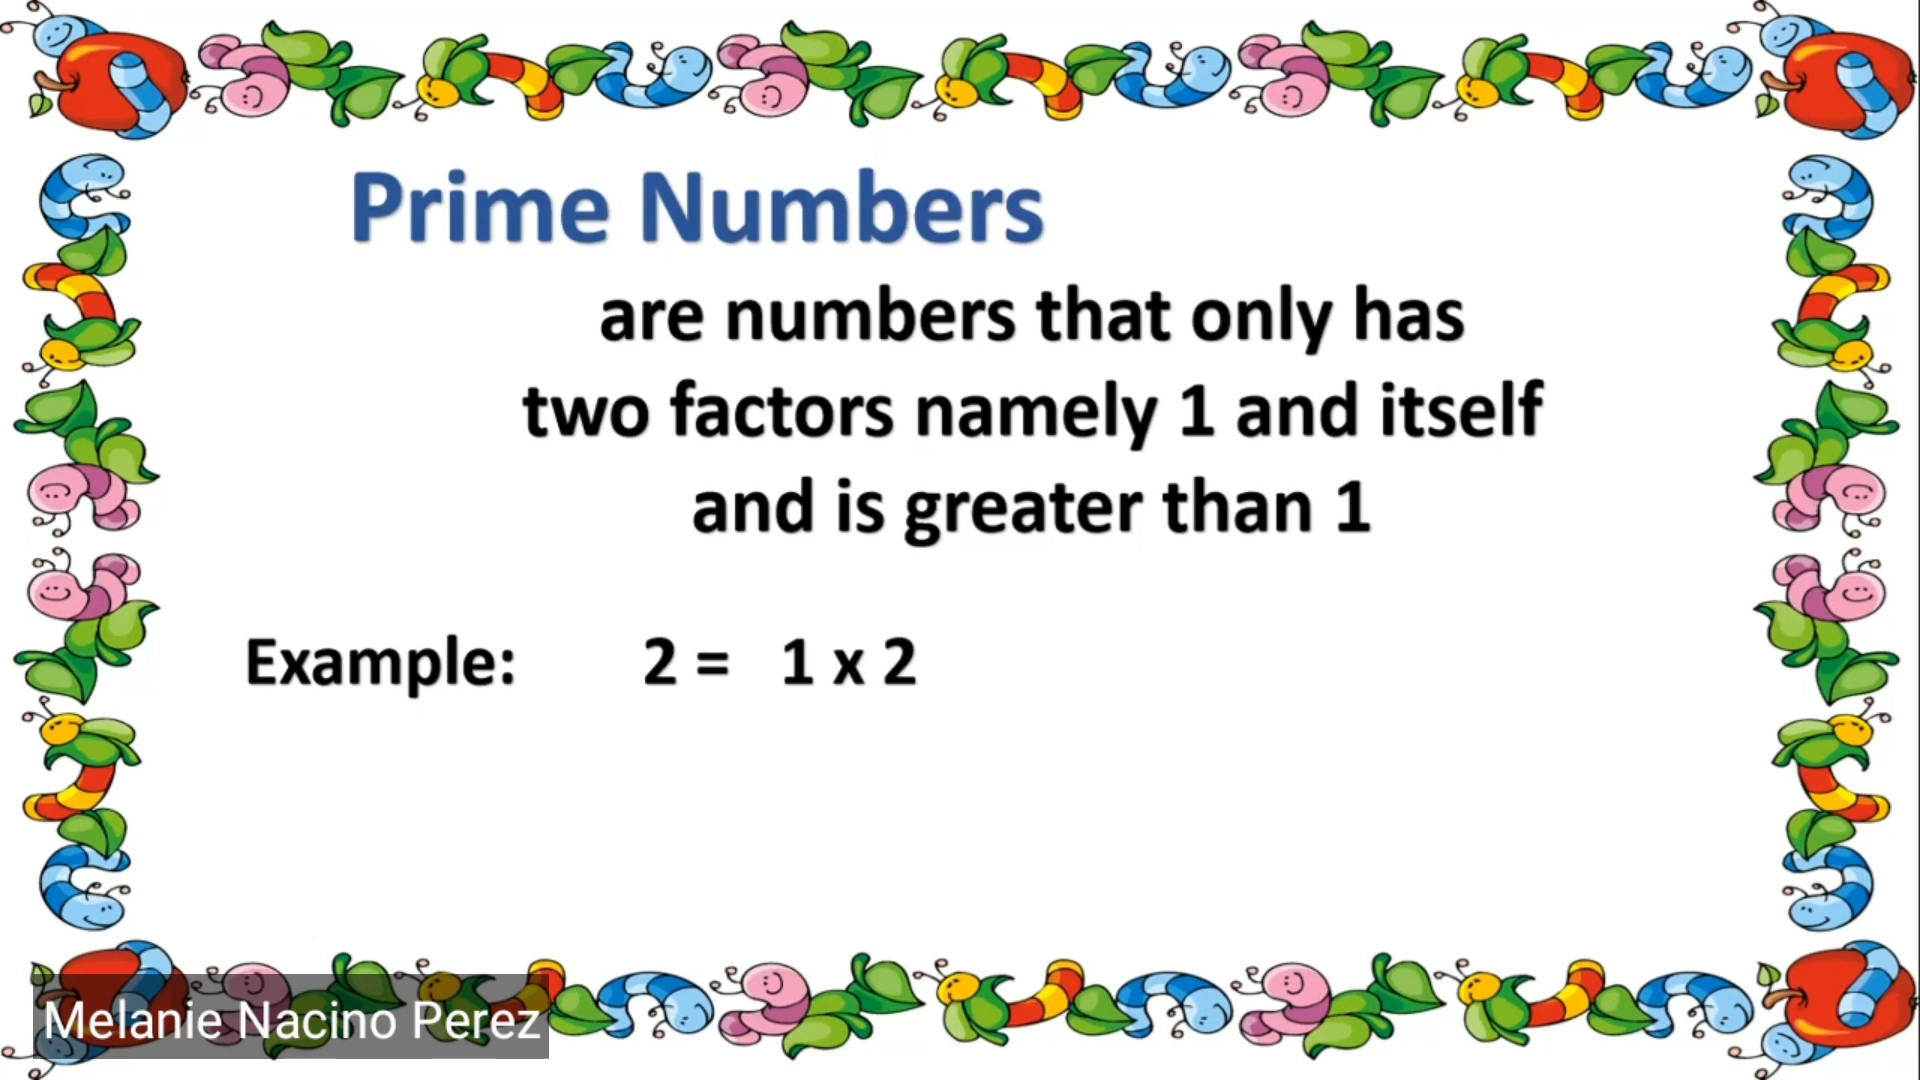 Prime Numbers
are numbers that only has
two factors namely 1 and itself
and is greater than 1
Example: 2 = 1 x 2
Melanie Nacino Perez